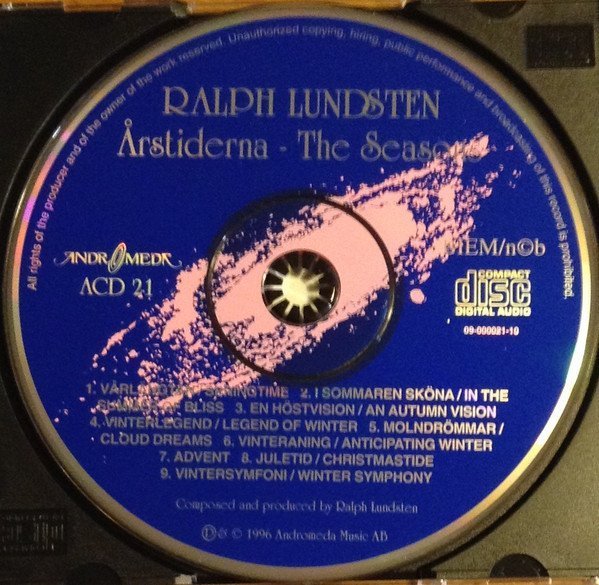 All rights of the producer and of the owner of the work reserved. Unauthorized copying, hiring, public performance and broadcasting of this record is prohibited.
RALPH LUNDSTEN
Årstiderna - The Seasons
ANDROMEDA
ACD 21
MEM/n©b
COMPACT
disc
DIGITAL AUDIO
09-000021-10
1. / SPRINGTIME 2. I SOMMAREN SKÖNA / IN THE
SUMMER OF BLISS 3. EN HÖSTVISION / AN AUTUMN VISION
4. VINTERLEGEND / LEGEND OF WINTER 5. MOLNDRÖMMAR /
CLOUD DREAMS 6. VINTERANING / ANTICIPATING WINTER
7. ADVENT 8. JULETID / CHRISTMASTIDE
9. VINTERSYMFONI / WINTER SYMPHONY
Composed and produced by Ralph Lundsten
Ⓟ & © 1996 Andromeda Music AB